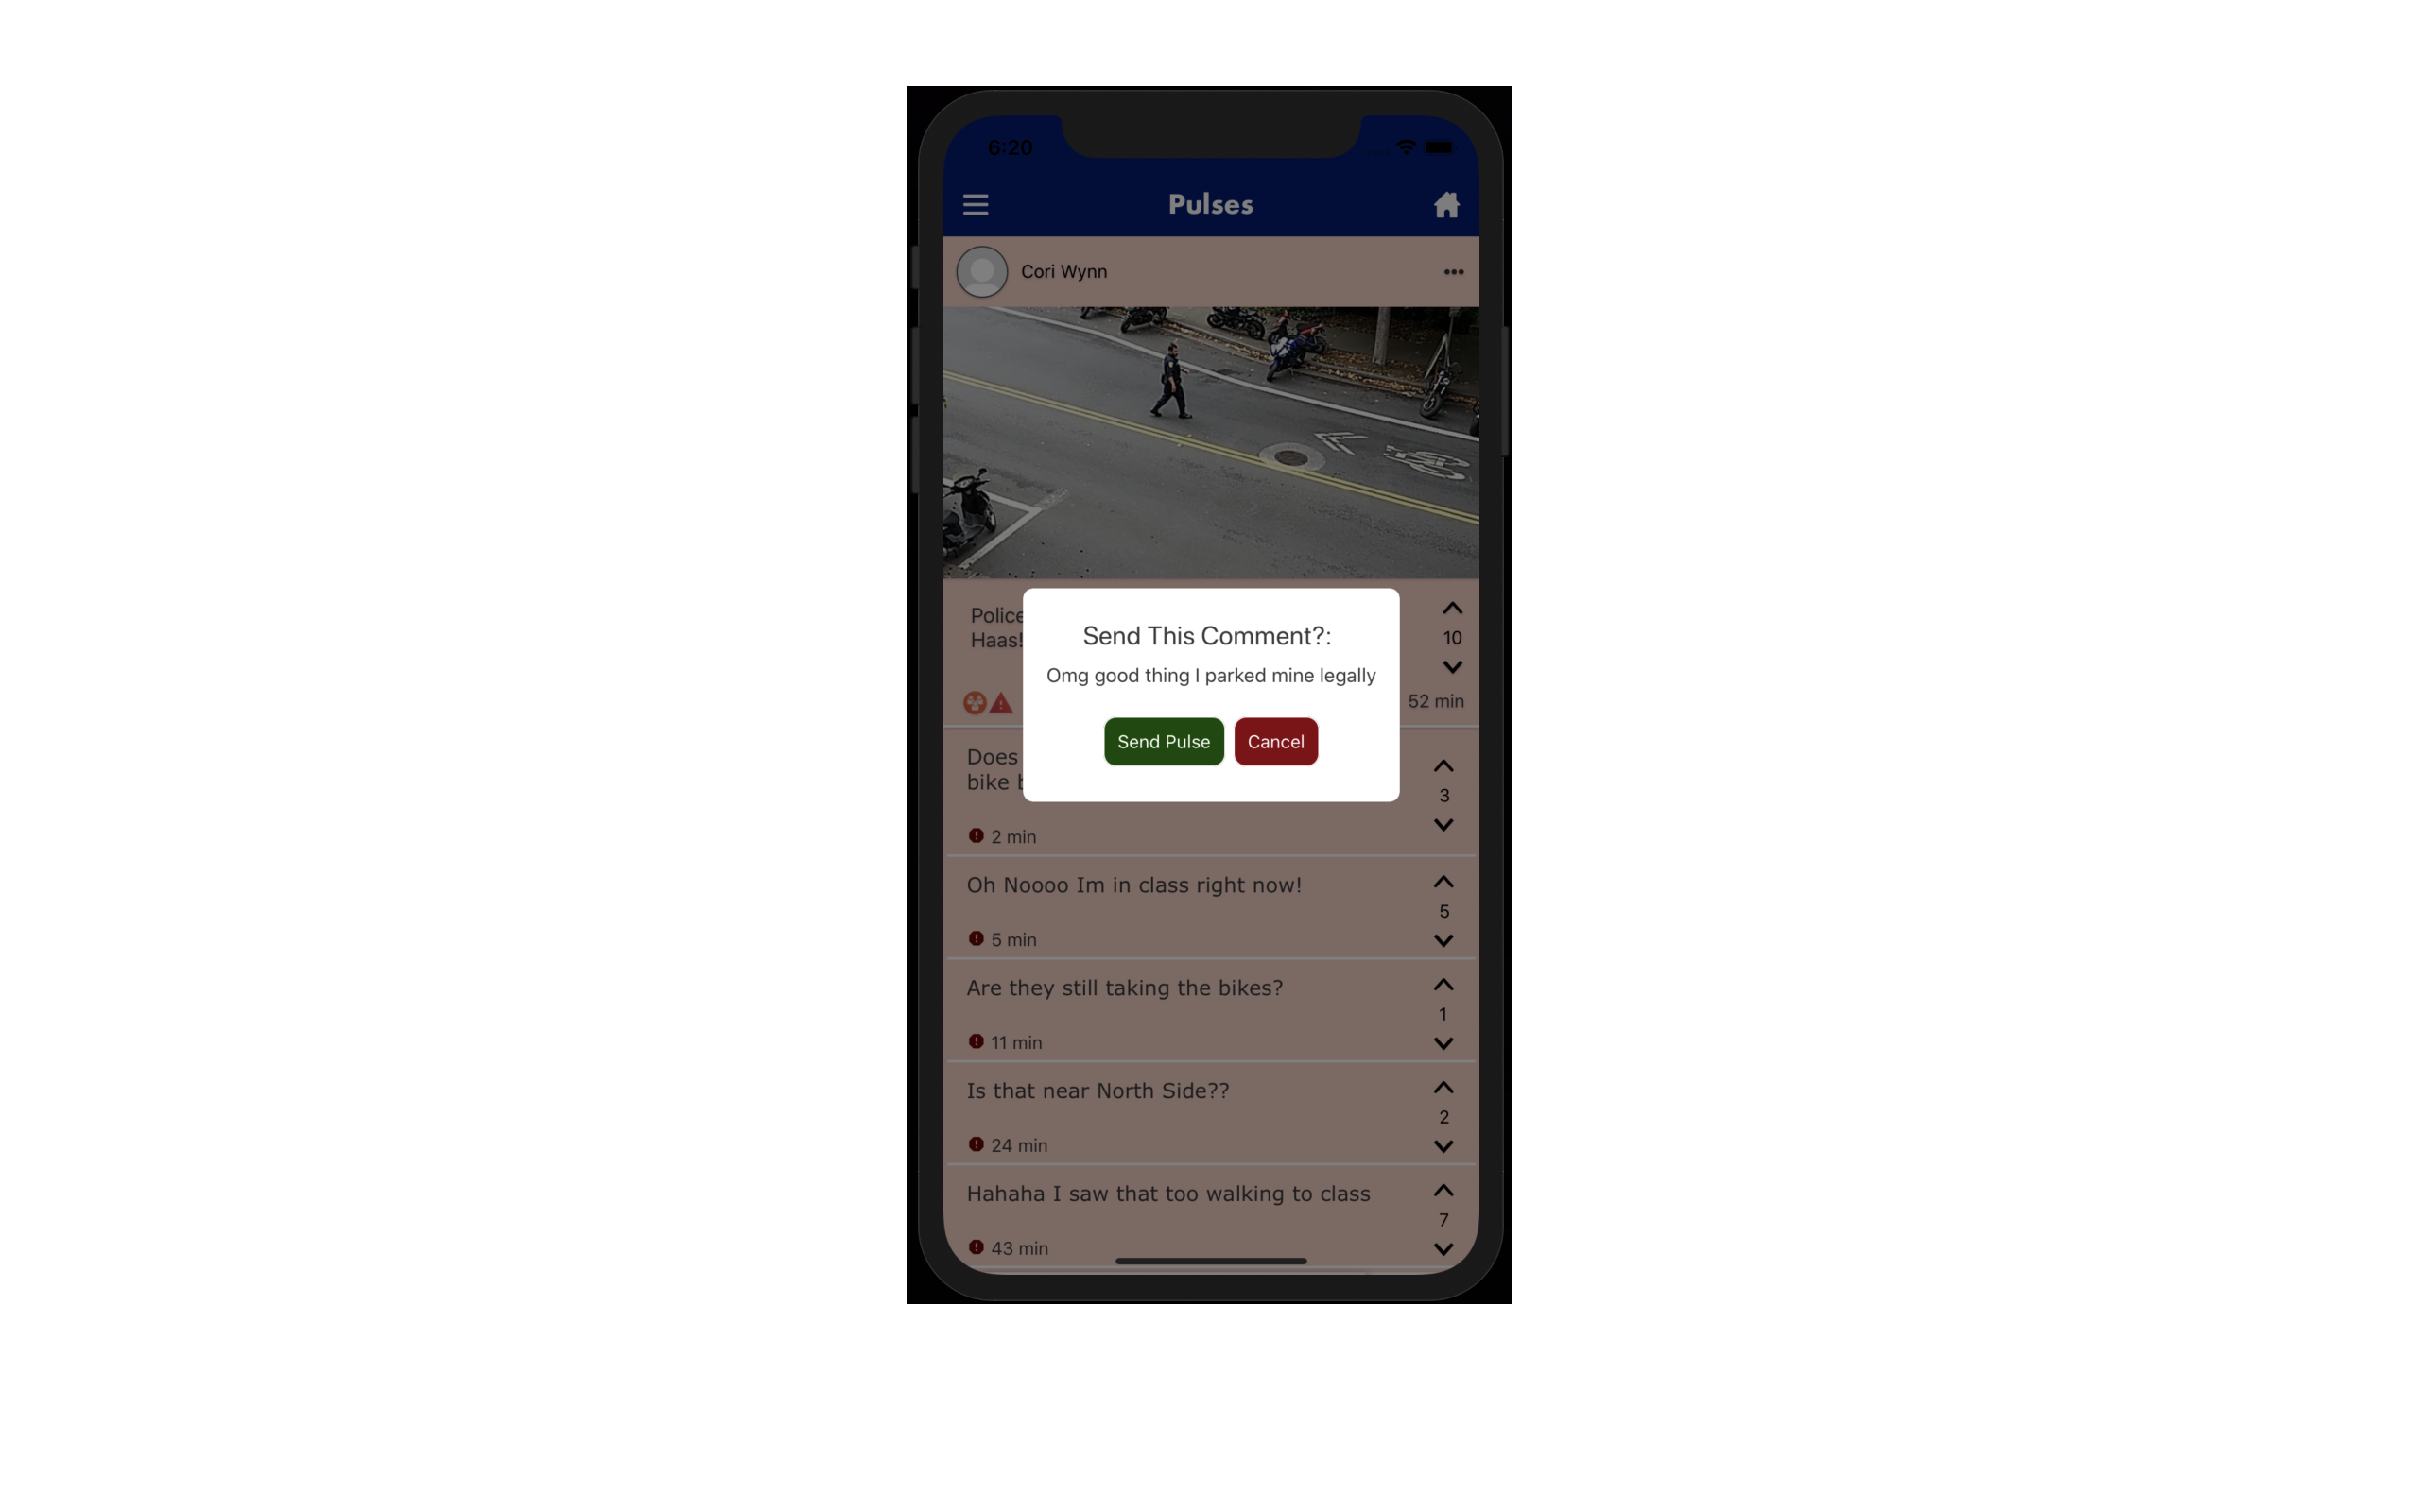 6:20
Pulses
Cori Wynn
Police
Haas!
10
52 min
Send This Comment?:
Omg good thing I parked mine legally
Send Pulse
Cancel
Does
bike
3
2 min
Oh Noooo Im in class right now!
5
5 min
Are they still taking the bikes?
1
11 min
Is that near North Side??
2
24 min
Hahaha I saw that too walking to class
7
43 min